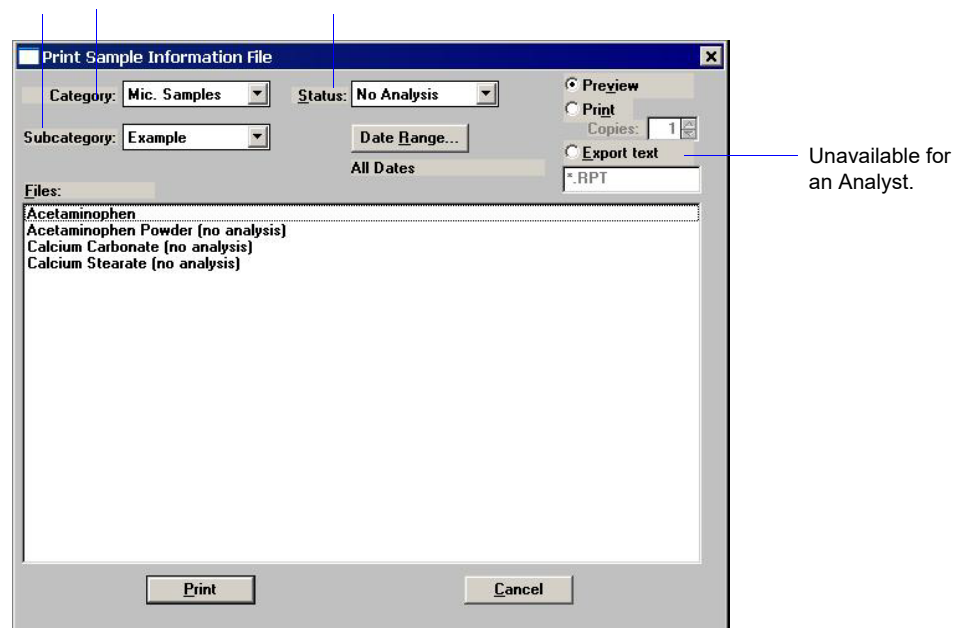 Print Sample Information File
Category: Mic. Samples Status: No Analysis Preview
Print
Copies: 1
Subcategory: Example Date Range... Export text
All Dates *.RPT
Unavailable for
an Analyst.
Files:
Acetaminophen
Acetaminophen Powder (no analysis)
Calcium Carbonate (no analysis)
Calcium Stearate (no analysis)
Print Cancel